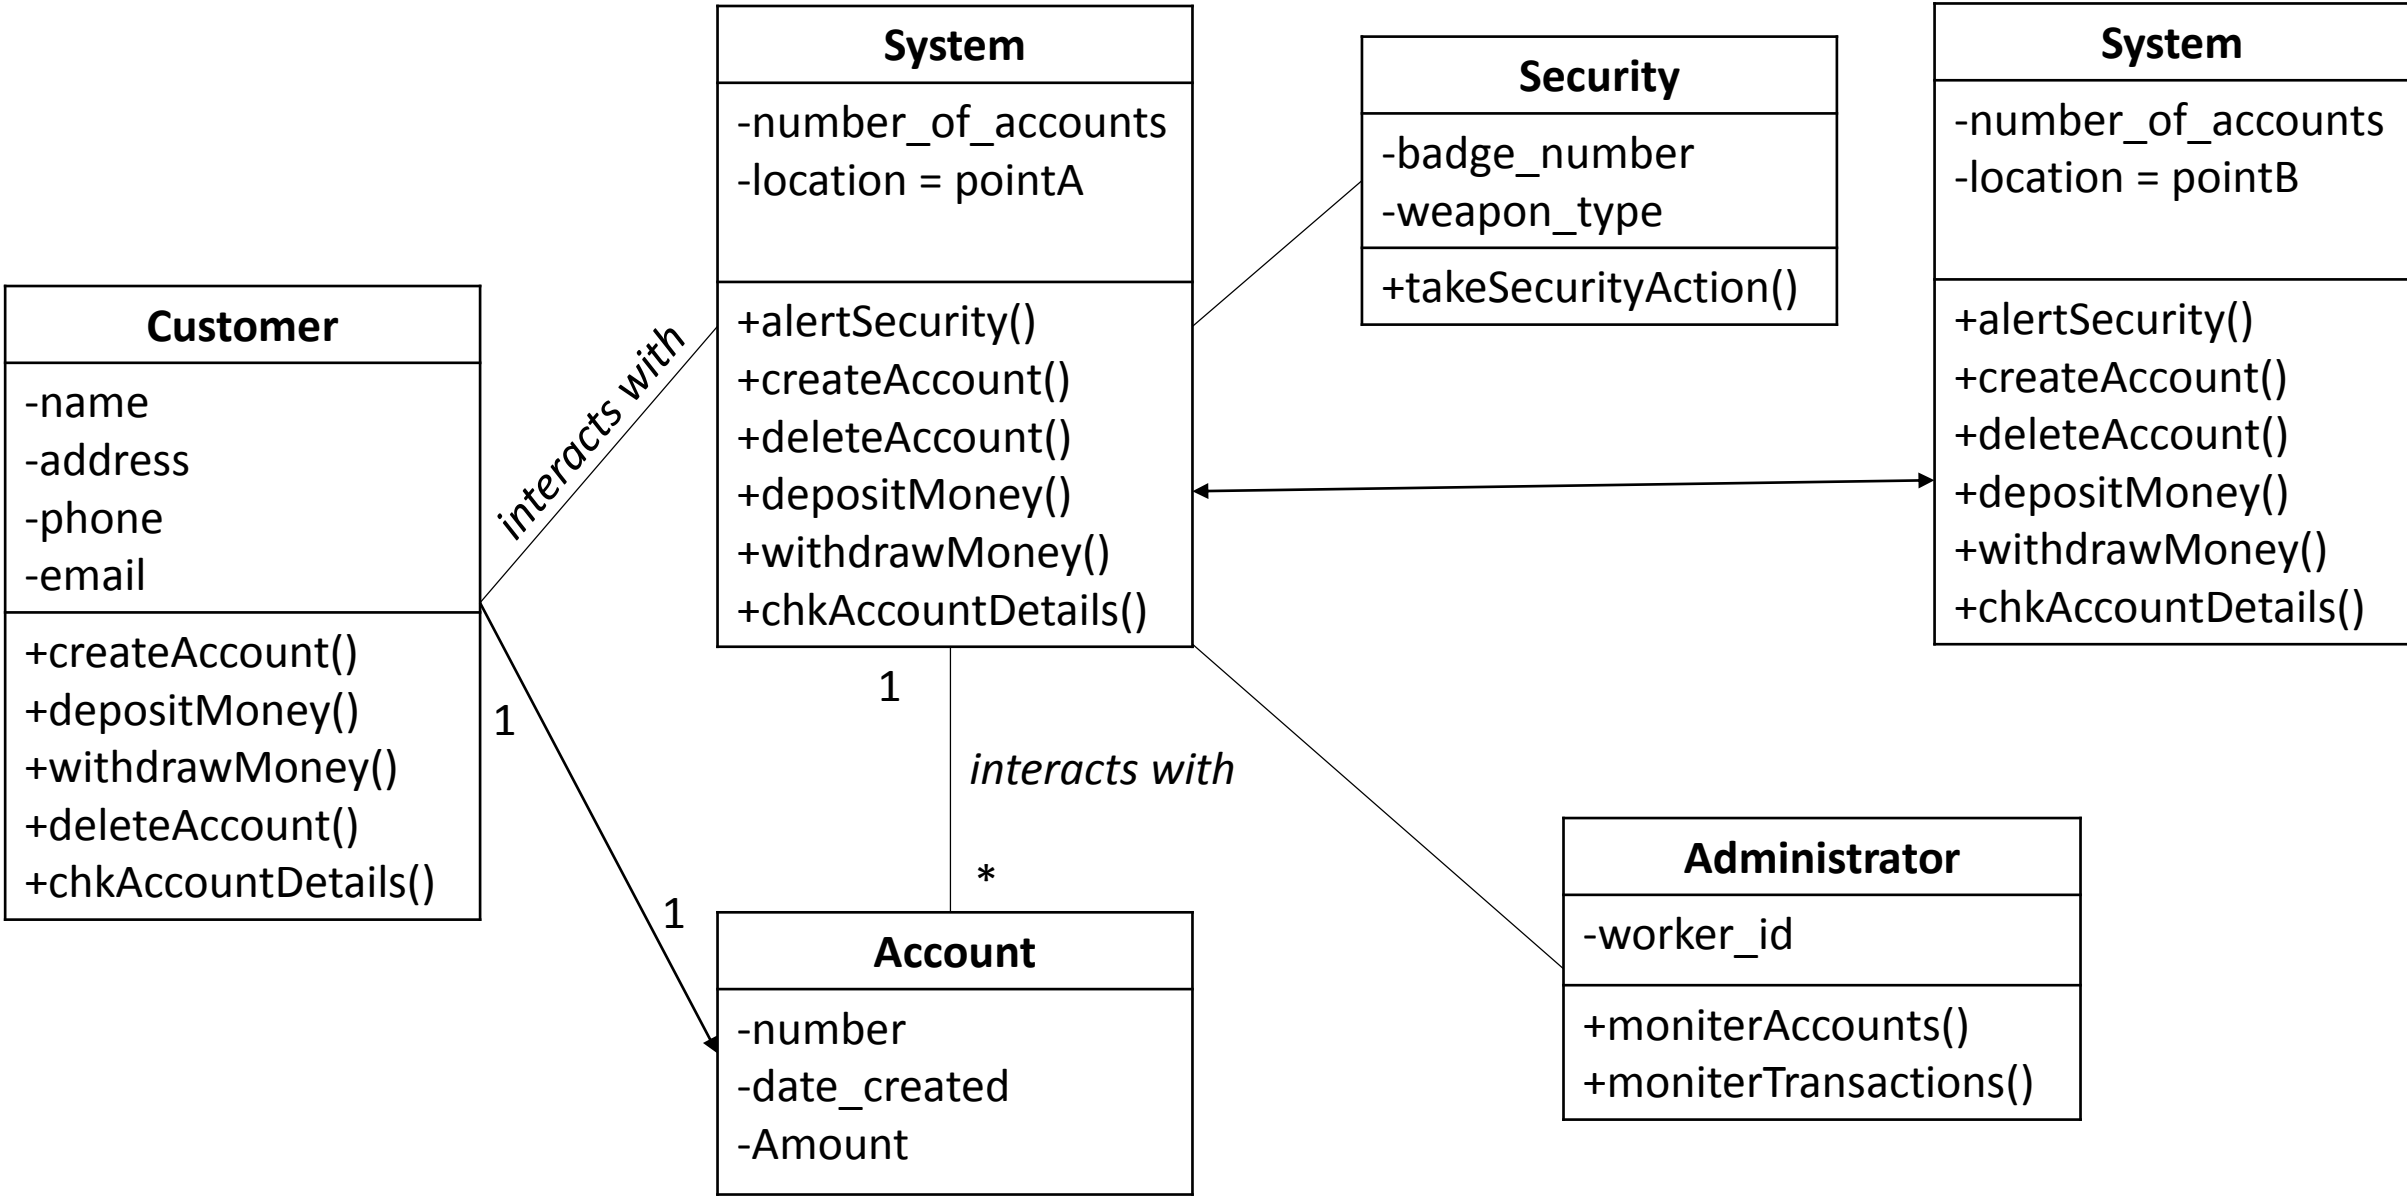 System
-number_of_accounts
-location = pointA
+alertSecurity()
+createAccount()
+deleteAccount()
+depositMoney()
+withdrawMoney()
+chkAccountDetails()
Security
-badge_number
-weapon_type
+takeSecurityAction()
System
-number_of_accounts
-location = pointB
+alertSecurity()
+createAccount()
+deleteAccount()
+depositMoney()
+withdrawMoney()
+chkAccountDetails()
Customer
-name
-address
-phone
-email
+createAccount()
+depositMoney()
+withdrawMoney()
+deleteAccount()
+chkAccountDetails()
interacts with
1
1
1
interacts with
*
Account
-number
-date_created
-Amount
Administrator
-worker_id
+moniterAccounts()
+moniterTransactions()